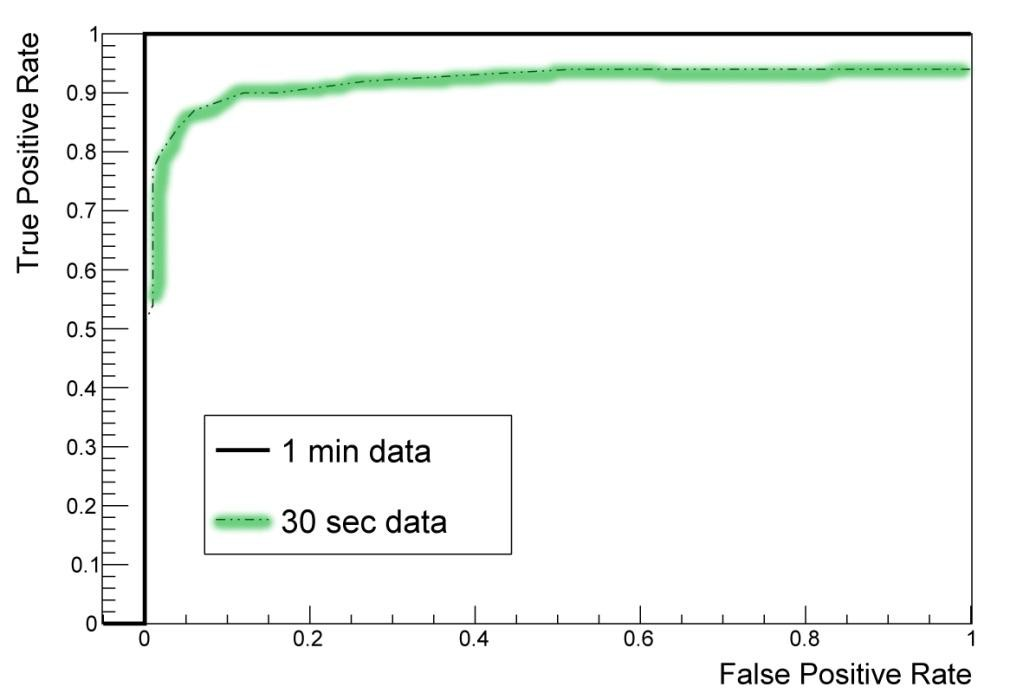 True Positive Rate
1
0.9
0.8
0.7
0.6
0.5
0.4
0.3
0.2
0.1
0
1 min data
30 sec data
0 0.2 0.4 0.6 0.8 1
False Positive Rate